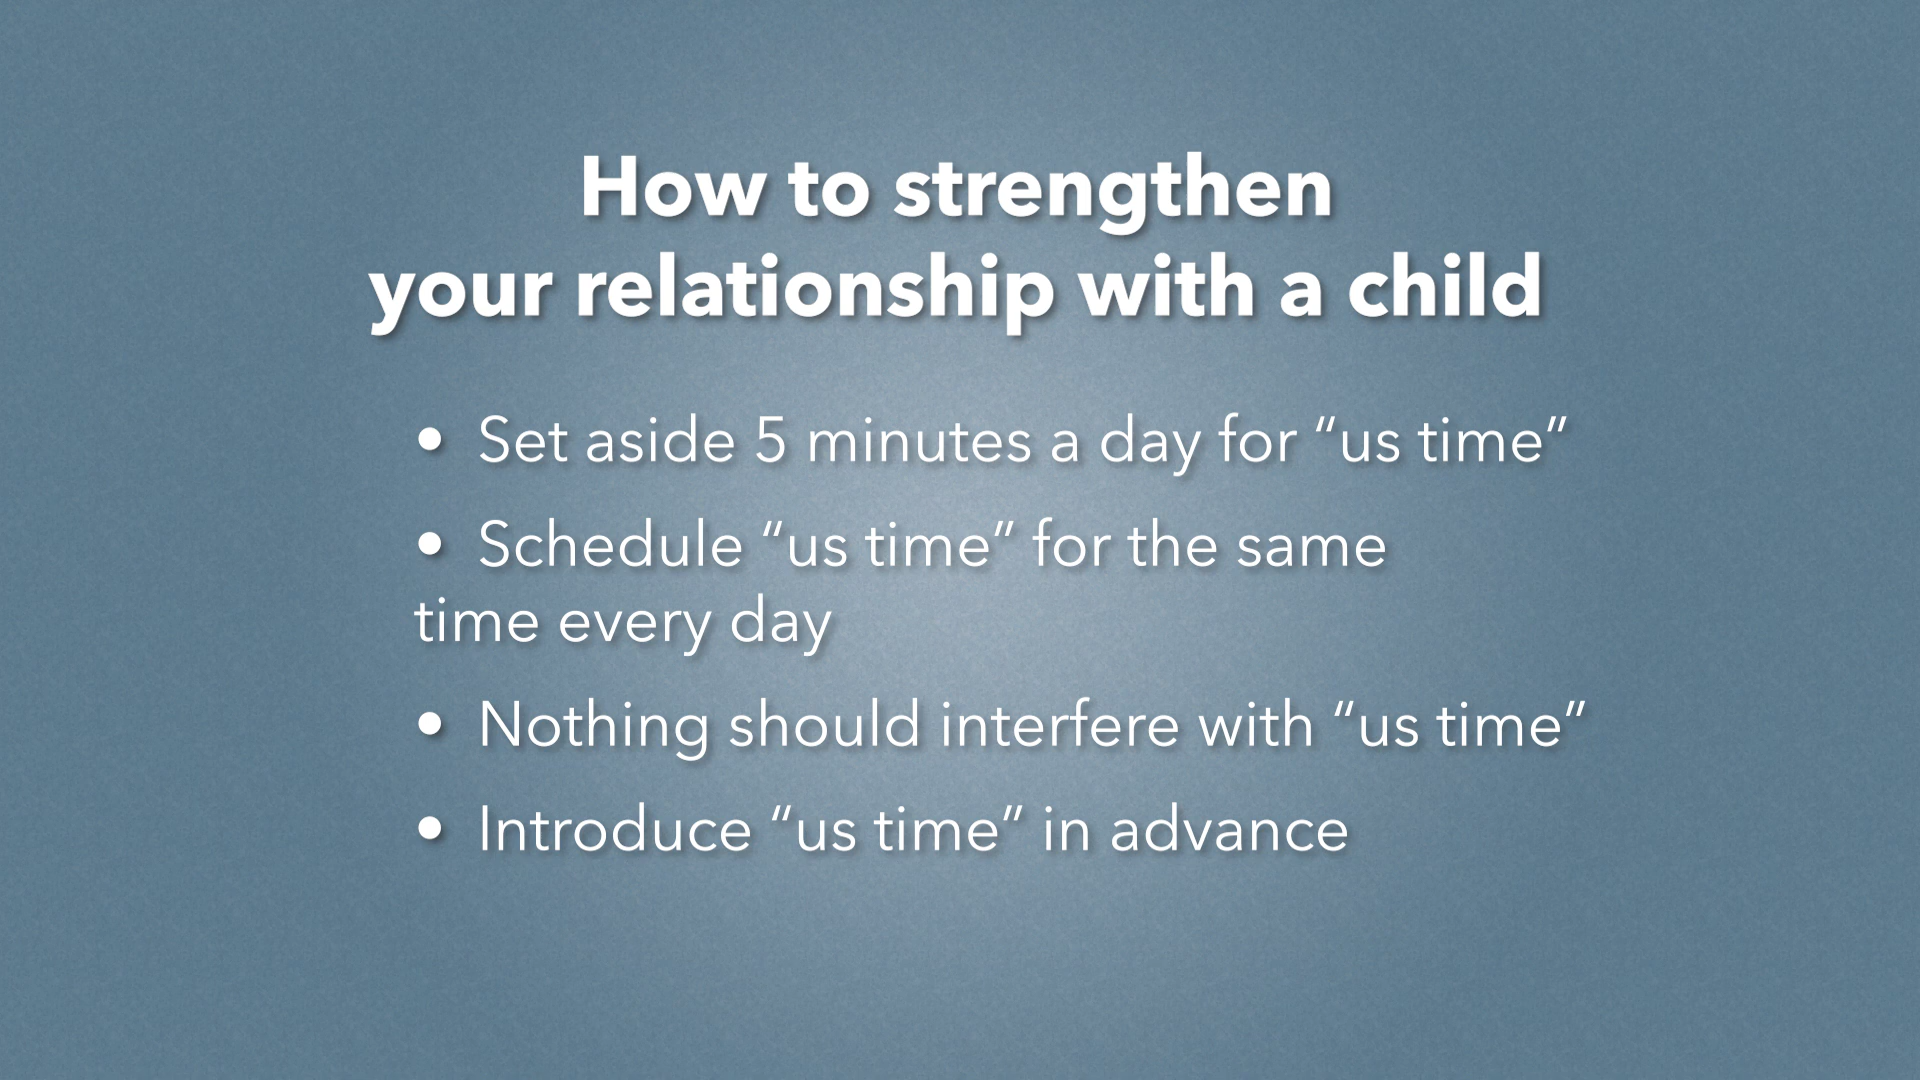 How to strengthen
your relationship with a child
• Set aside 5 minutes a day for “us time”
• Schedule “us time” for the same
time every day
• Nothing should interfere with “us time”
• Introduce “us time” in advance